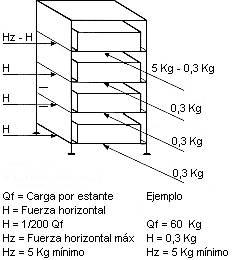 Hz - H
H
5 Kg - 0,3 Kg
H
0,3 Kg
H
0,3 Kg
0,3 Kg
Qf = Carga por estante Ejemplo
H = Fuerza horizontal
H = 1/200 Qf Qf = 60 Kg
Hz = Fuerza horizontal máx H = 0,3 Kg
Hz = 5 Kg mínimo Hz = 5 Kg mínimo